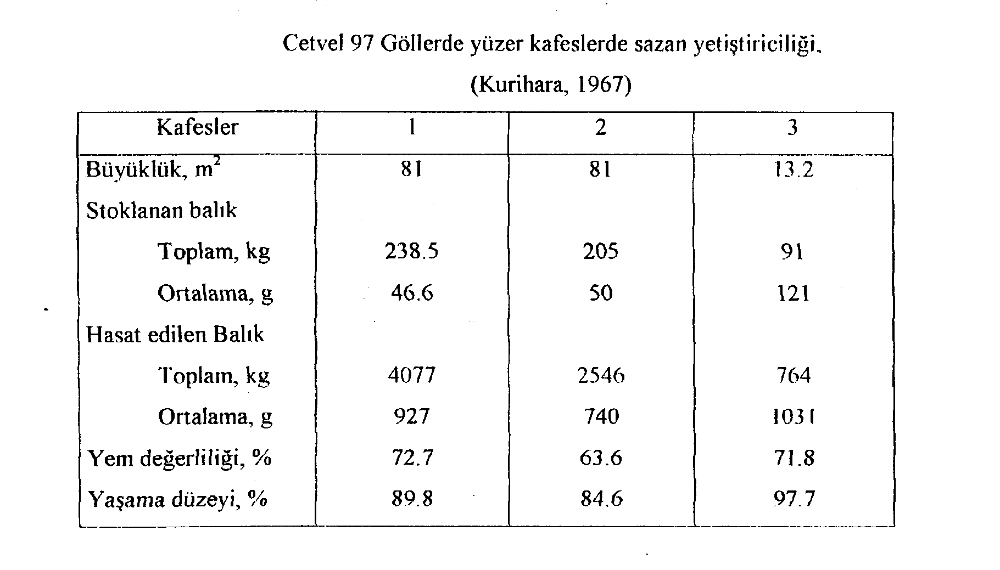 Cetvel 97 Göllerde yüzer kafeslerde sazan yetiştiriciliği.
(Kurihara, 1967)
Kafesler 1 2 3
Büyüklük, m² 81 81 13.2
Stoklanan balık
Toplam, kg 238.5 205 91
Ortalama, g 46.6 50 121
Hasat edilen Balık
Toplam, kg 4077 2546 764
Ortalama, g 927 740 1031
Yem değerliliği, % 72.7 63.6 71.8
Yaşama düzeyi, % 89.8 84.6 97.7